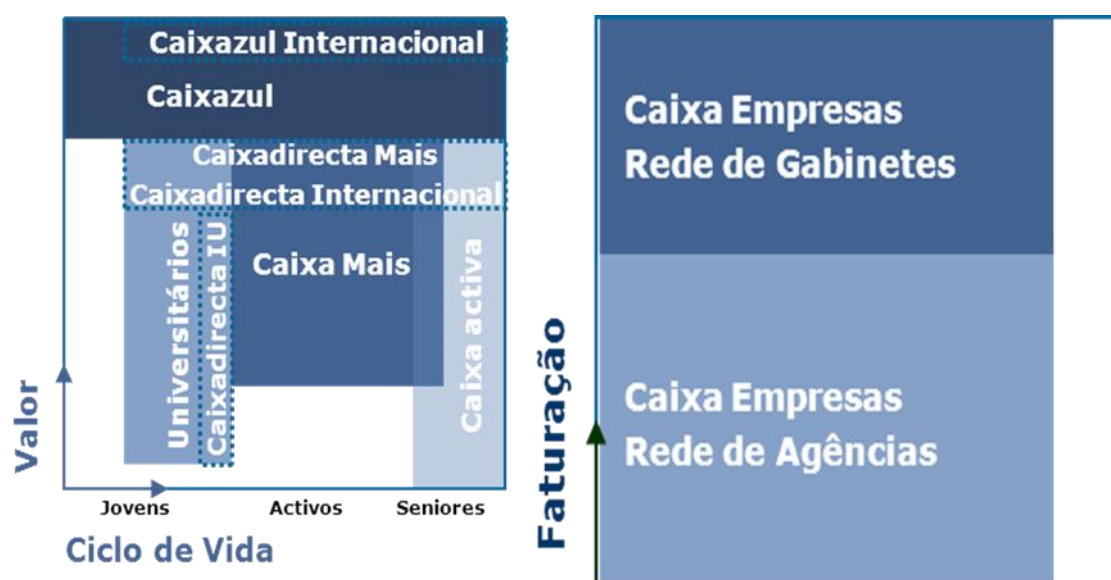 Caixazul Internacional
Caixazul
Caixadirecta Mais
Caixadirecta Internacional
Universitários
Caixadirecta IU
Caixa Mais
Caixa activa
Valor
Jovens
Activos
Seniores
Ciclo de Vida
Caixa Empresas
Rede de Gabinetes
Caixa Empresas
Rede de Agências
Faturação